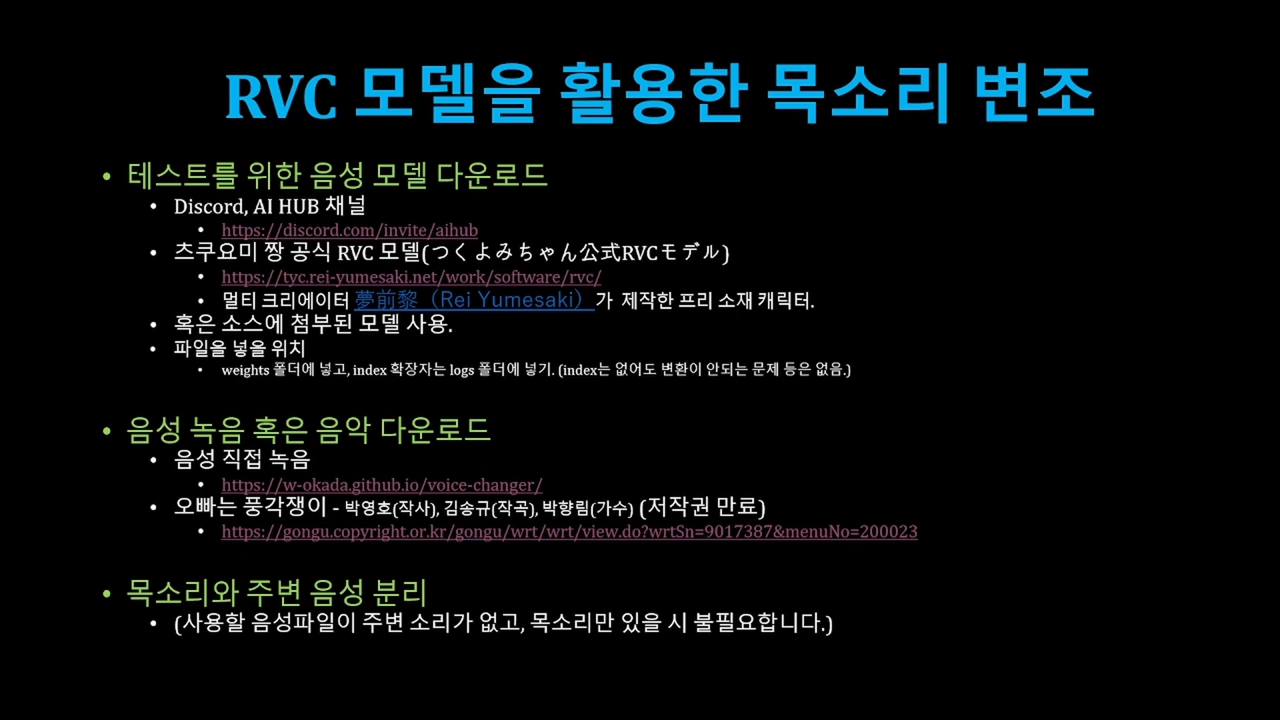 RVC 모델을 활용한 목소리 변조
• 테스트를 위한 음성 모델 다운로드
• Discord, AI HUB 채널
• https://discord.com/invite/aihub
• 츠쿠요미 짱 공식 RVC 모델(つくよみちゃん公式RVCモデル)
• https://tyc.rei-yumesaki.net/work/software/rvc/
• 멀티 크리에이터 夢前黎（Rei Yumesaki）가 제작한 프리 소재 캐릭터.
• 혹은 소스에 첨부된 모델 사용.
• 파일을 넣을 위치
• weights 폴더에 넣고, index 확장자는 logs 폴더에 넣기. (index는 없어도 변환이 안되는 문제 등은 없음.)
• 음성 녹음 혹은 음악 다운로드
• 음성 직접 녹음
• https://w-okada.github.io/voice-changer/
• 오빠는 풍각쟁이 - 박영호(작사), 김송규(작곡), 박향림(가수) (저작권 만료)
• https://gongu.copyright.or.kr/gongu/wrt/wrt/view.do?wrtSn=9017387&menuNo=200023
• 목소리와 주변 음성 분리
• (사용할 음성파일이 주변 소리가 없고, 목소리만 있을 시 불필요합니다.)